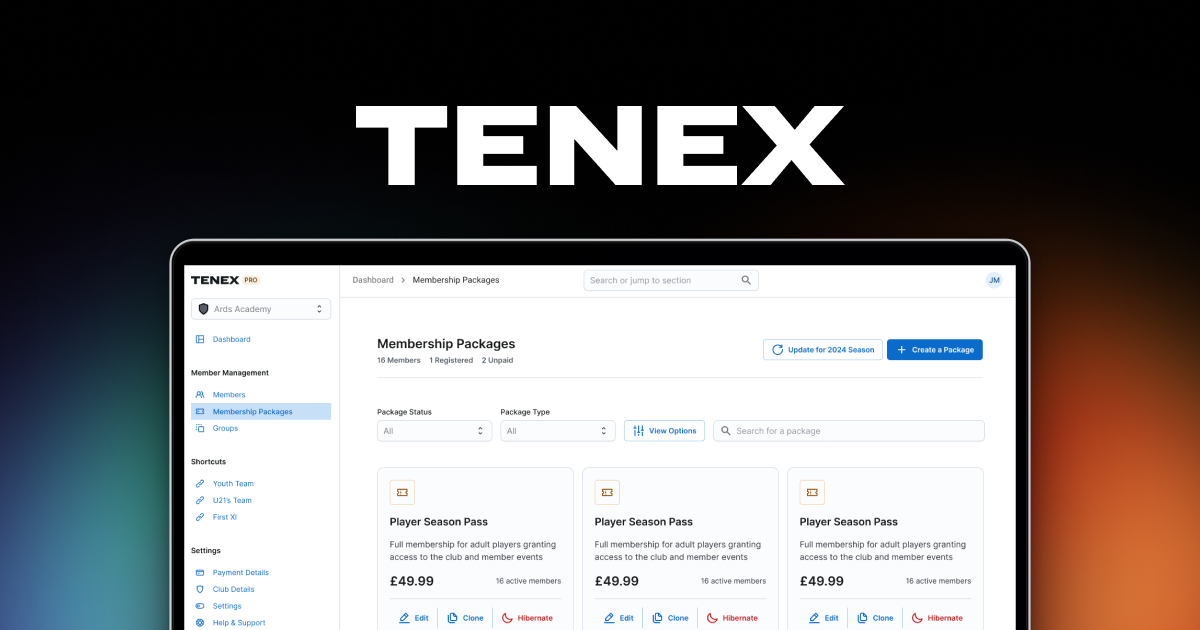 TENEX
TENEX PRO
Dashboard > Membership Packages
Search or jump to section
JM
Ards Academy
Dashboard
Member Management
Members
Membership Packages
Groups
Shortcuts
Youth Team
U21's Team
First XI
Settings
Payment Details
Club Details
Settings
Help & Support
Membership Packages
16 Members 1 Registered 2 Unpaid
Update for 2024 Season
Create a Package
Package Status
All
Package Type
All
View Options
Search for a package
Player Season Pass
Full membership for adult players granting
access to the club and member events
£49.99 16 active members
Edit Clone Hibernate
Player Season Pass
Full membership for adult players granting
access to the club and member events
£49.99 16 active members
Edit Clone Hibernate
Player Season Pass
Full membership for adult players granting
access to the club and member events
£49.99 16 active members
Edit Clone Hibernate